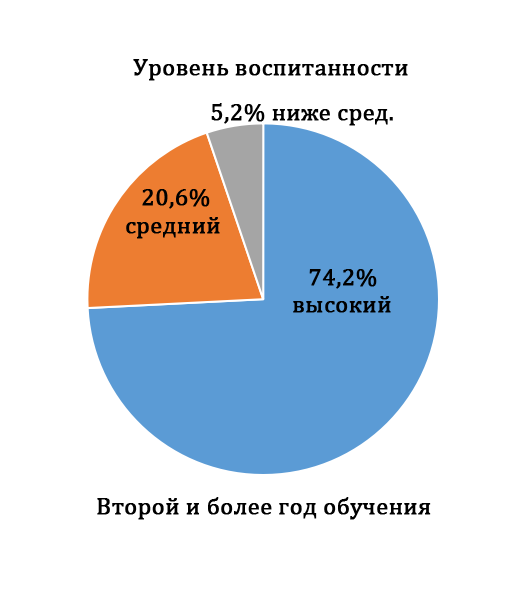 Уровень воспитанности
5,2% ниже сред.
20,6%
средний
74,2%
высокий
Второй и более год обучения